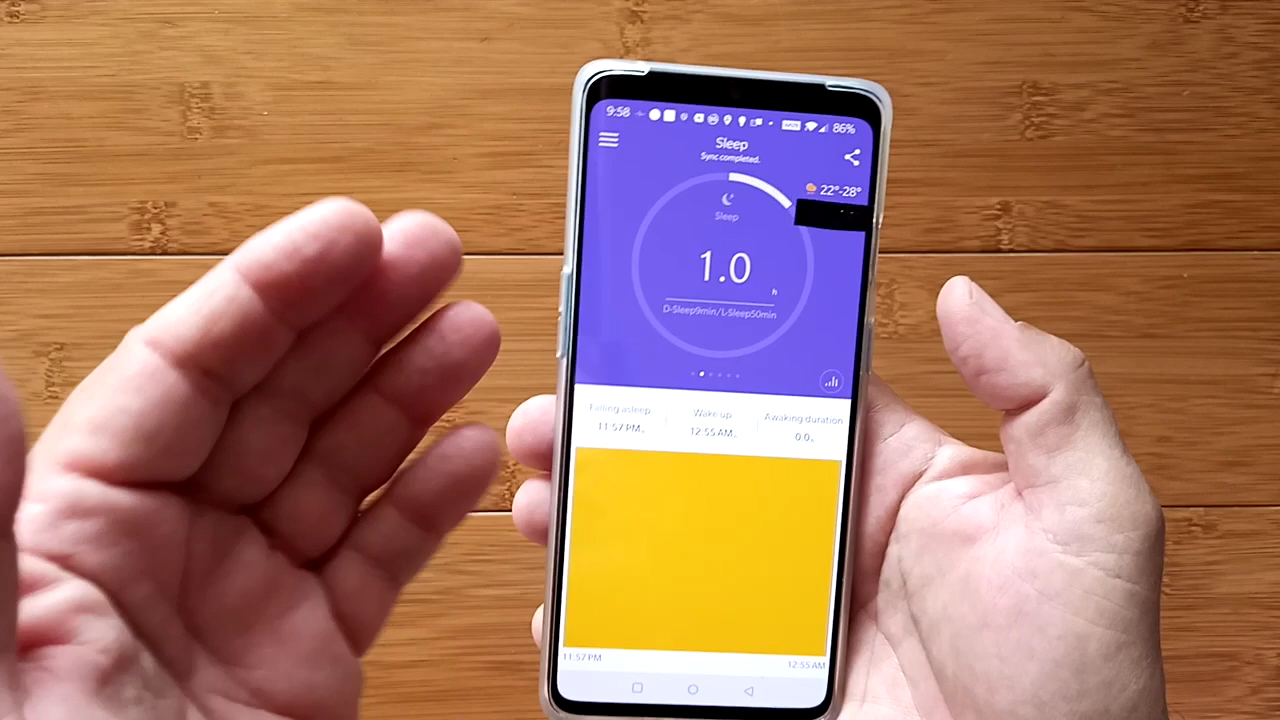 9:58 86%
Sleep
Sync completed.
22°-28°
Sleep
1.0
h
D-Sleep9min/L-Sleep50min
Falling asleep Wake up Awaking duration
11:57 PM 12:55 AM 0.0
11:57 PM 12:55 AM